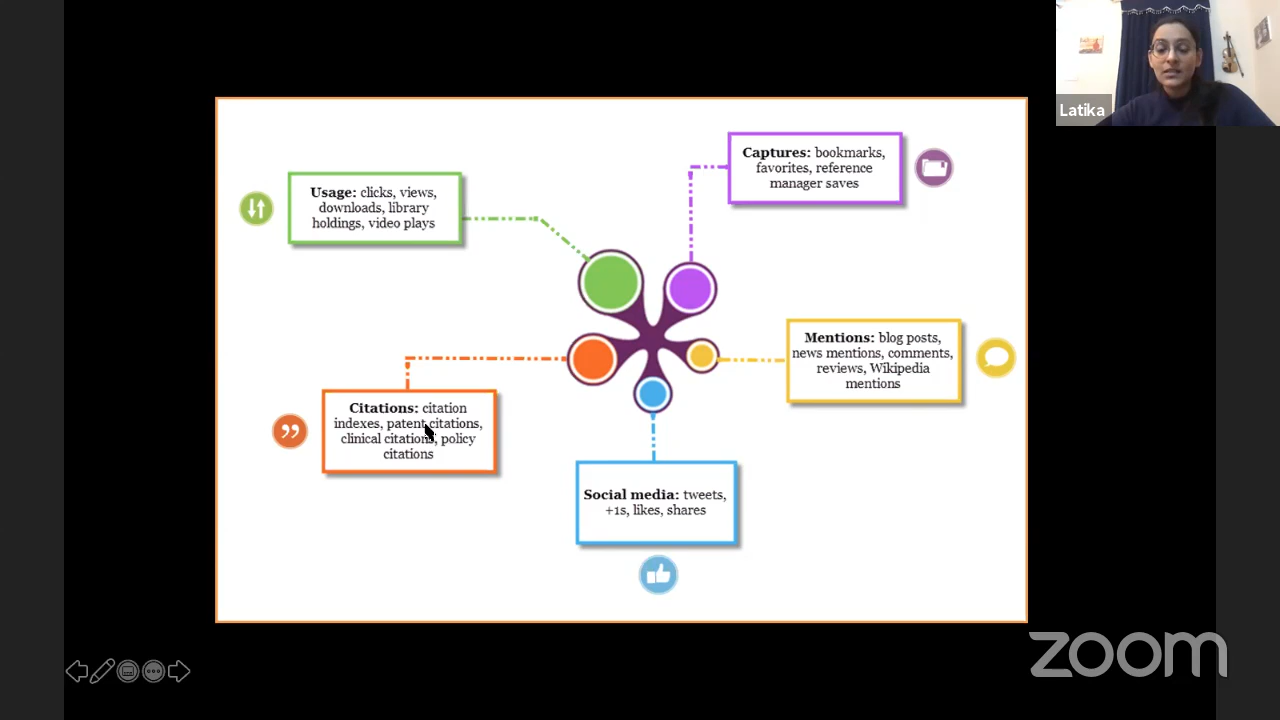 Latika
Captures: bookmarks,
favorites, reference
manager saves
Usage: clicks, views,
downloads, library
holdings, video plays
Mentions: blog posts,
news mentions, comments,
reviews, Wikipedia
mentions
Citations: citation
indexes, patent citations,
clinical citations, policy
citations
Social media: tweets,
+1s, likes, shares
zoom